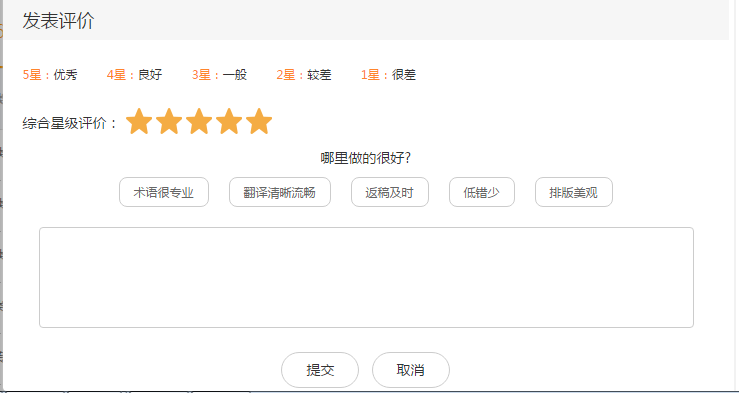 发表评价
5星：优秀 4星：良好 3星：一般 2星：较差 1星：很差
综合星级评价：
哪里做的很好?
术语很专业 翻译清晰流畅 返稿及时 低错少 排版美观
提交 取消